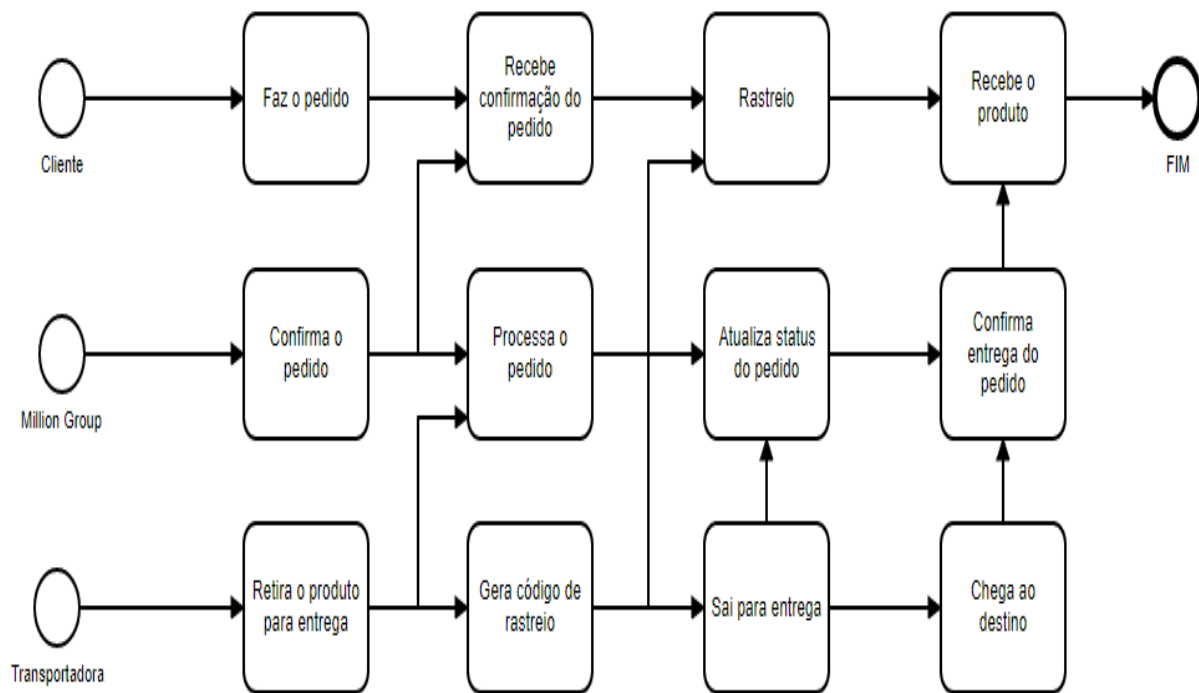 Faz o pedido
Recebe
confirmação do
pedido
Rastreio
Recebe o
produto
Cliente
FIM
Confirma o
pedido
Processa o
pedido
Atualiza status
do pedido
Confirma
entrega do
pedido
Million Group
Retira o produto
para entrega
Gera código de
rastreio
Sai para entrega
Chega ao
destino
Transportadora